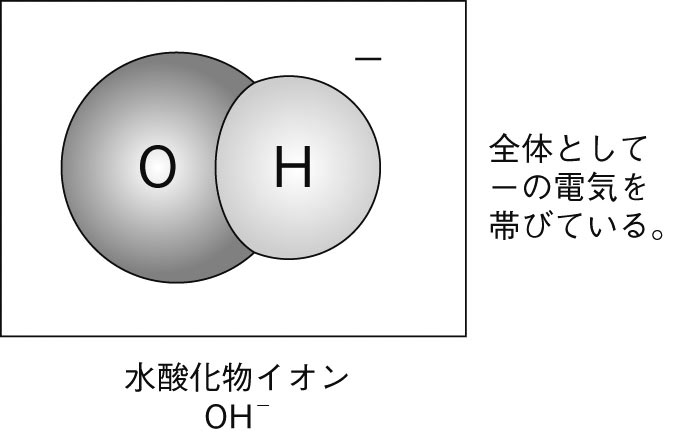 O H −
全体として
−の電気を
帯びている。
水酸化物イオン
OH⁻